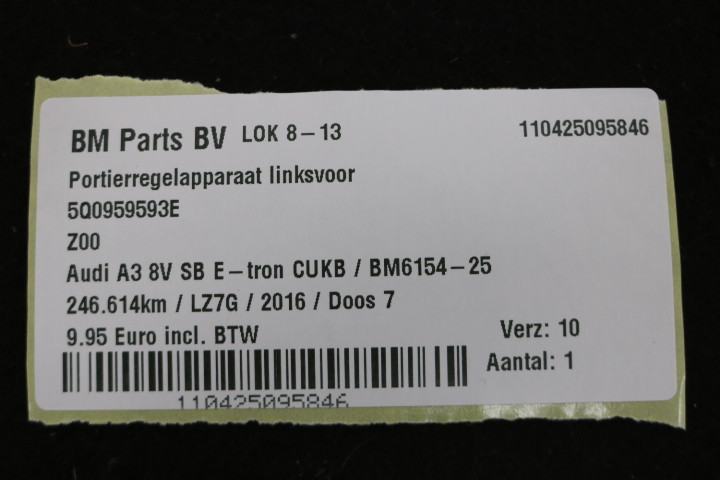 BM Parts BV LOK 8-13 110425095846
Portierregelapparaat linksvoor
5Q0959593E
Z00
Audi A3 8V SB E-tron CUKB / BM6154-25
246.614km / LZ7G / 2016 / Doos 7
9.95 Euro incl. BTW Verz: 10
Aantal: 1
110425095846